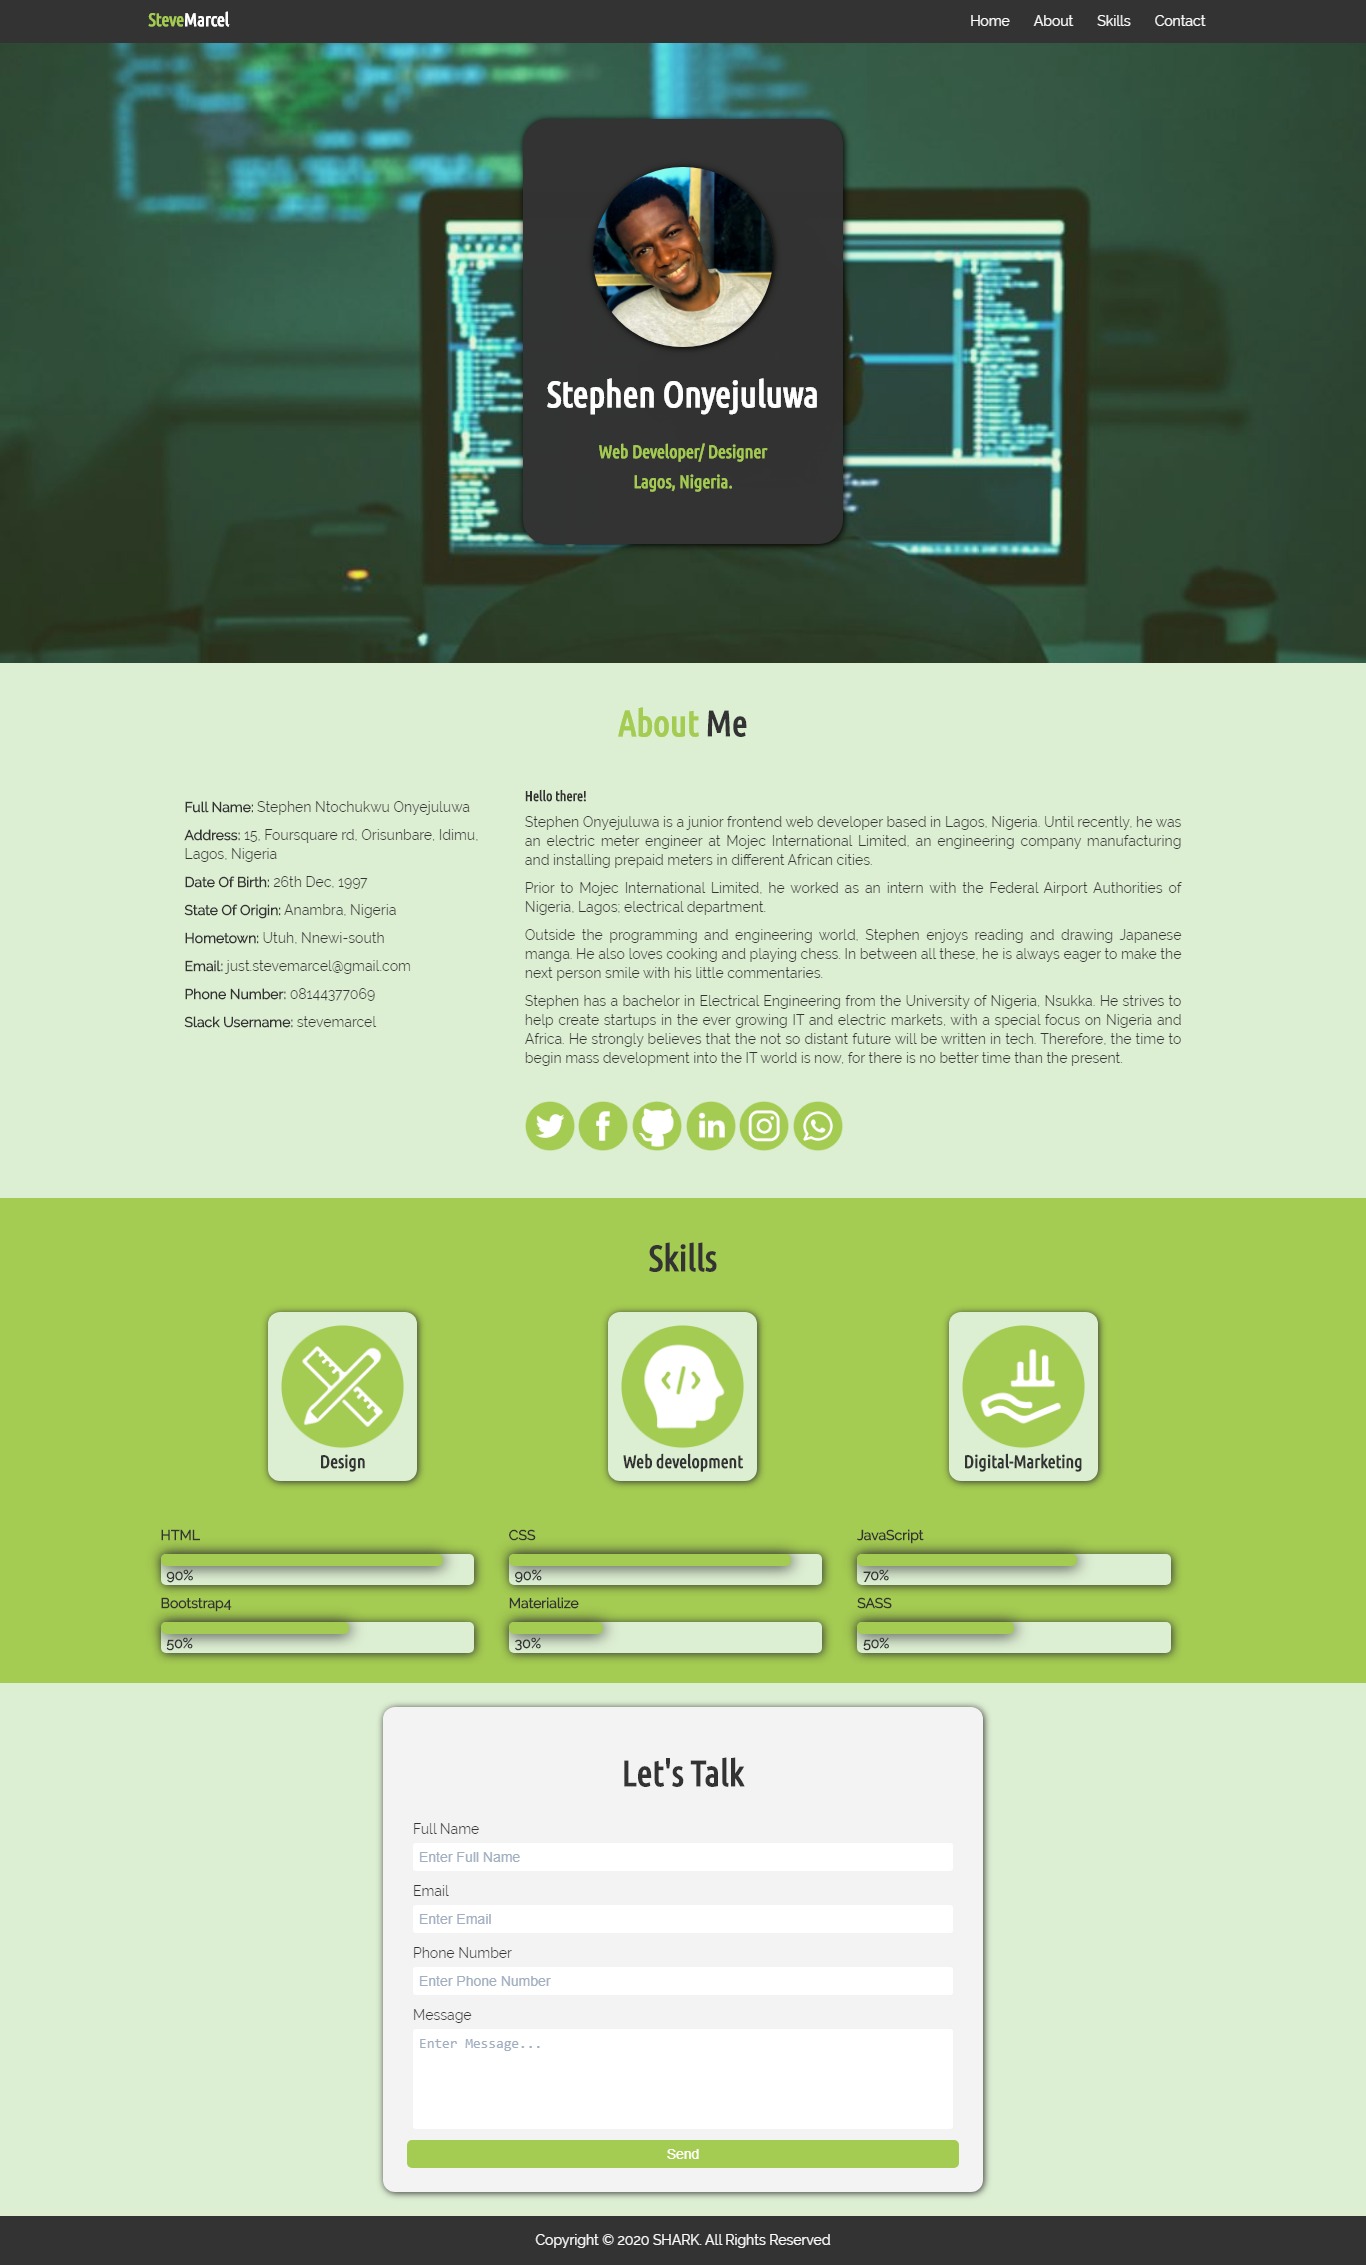 SteveMarcel
Home About Skills Contact
Stephen Onyejuluwa
Web Developer/ Designer
Lagos, Nigeria.
About Me
Full Name: Stephen Ntochukwu Onyejuluwa
Address: 15, Foursquare rd, Orisunbare, Idimu,
Lagos, Nigeria
Date Of Birth: 26th Dec, 1997
State Of Origin: Anambra, Nigeria
Hometown: Utuh, Nnewi-south
Email: just.stevemarcel@gmail.com
Phone Number: 08144377069
Slack Username: stevemarcel
Hello there!
Stephen Onyejuluwa is a junior frontend web developer based in Lagos, Nigeria. Until recently, he was
an electric meter engineer at Mojec International Limited, an engineering company manufacturing
and installing prepaid meters in different African cities.
Prior to Mojec International Limited, he worked as an intern with the Federal Airport Authorities of
Nigeria, Lagos; electrical department.
Outside the programming and engineering world, Stephen enjoys reading and drawing Japanese
manga. He also loves cooking and playing chess. In between all these, he is always eager to make the
next person smile with his little commentaries.
Stephen has a bachelor in Electrical Engineering from the University of Nigeria, Nsukka. He strives to
help create startups in the ever growing IT and electric markets, with a special focus on Nigeria and
Africa. He strongly believes that the not so distant future will be written in tech. Therefore, the time to
begin mass development into the IT world is now, for there is no better time than the present.
Skills
Design
Web development
Digital-Marketing
HTML
90%
CSS
90%
JavaScript
70%
Bootstrap4
50%
Materialize
30%
SASS
50%
Let's Talk
Full Name
Enter Full Name
Email
Enter Email
Phone Number
Enter Phone Number
Message
Enter Message...
Send
Copyright © 2020 SHARK. All Rights Reserved